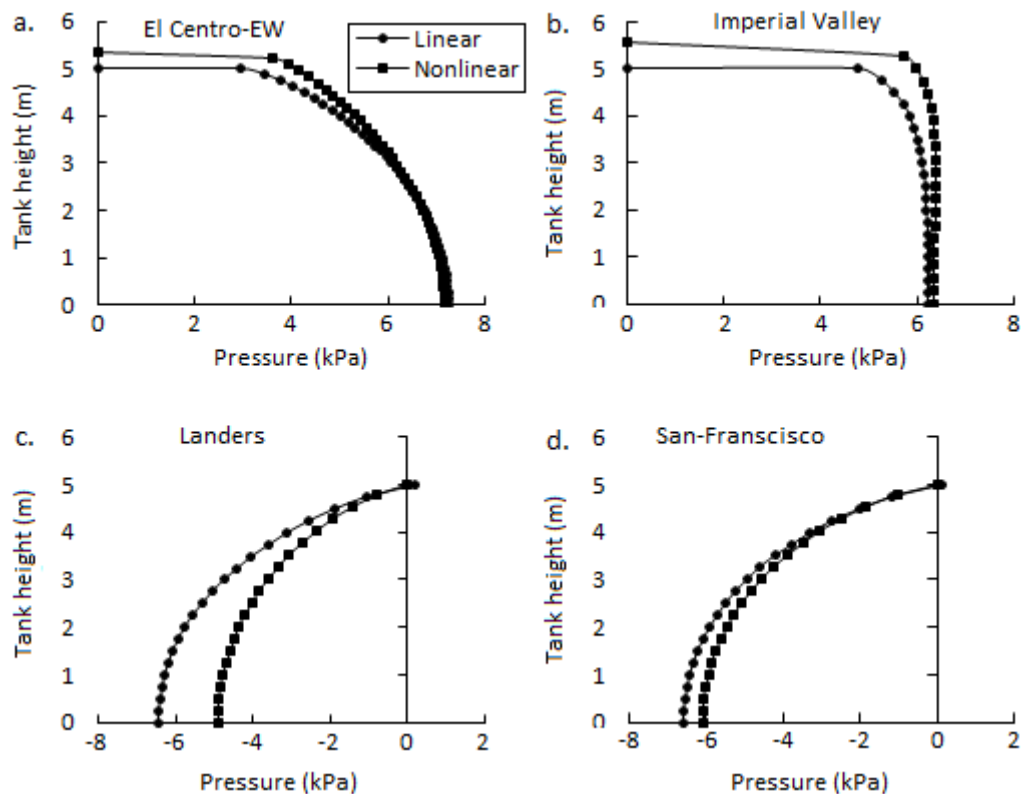 a.
El Centro-EW
Linear
Nonlinear
Tank height (m)
6
5
4
3
2
1
0
0
2
4
6
8
Pressure (kPa)
b.
Imperial Valley
Tank height (m)
6
5
4
3
2
1
0
0
2
4
6
8
Pressure (kPa)
c.
Landers
Tank height (m)
6
5
4
3
2
1
0
-8
-6
-4
-2
0
2
Pressure (kPa)
d.
San-Franscisco
Tank height (m)
6
5
4
3
2
1
0
-8
-6
-4
-2
0
2
Pressure (kPa)